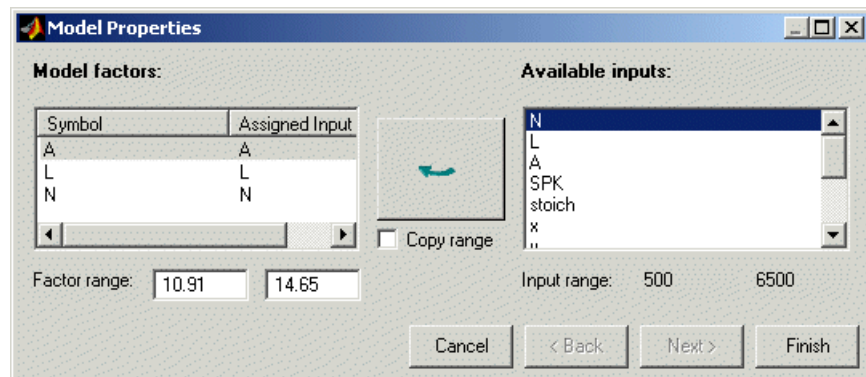 Model Properties
Model factors:
Available inputs:
Symbol Assigned Input
A A
L L
N N
N
L
A
SPK
stoich
x
Copy range
Factor range: 10.91 14.65
Input range: 500 6500
Cancel < Back Next > Finish